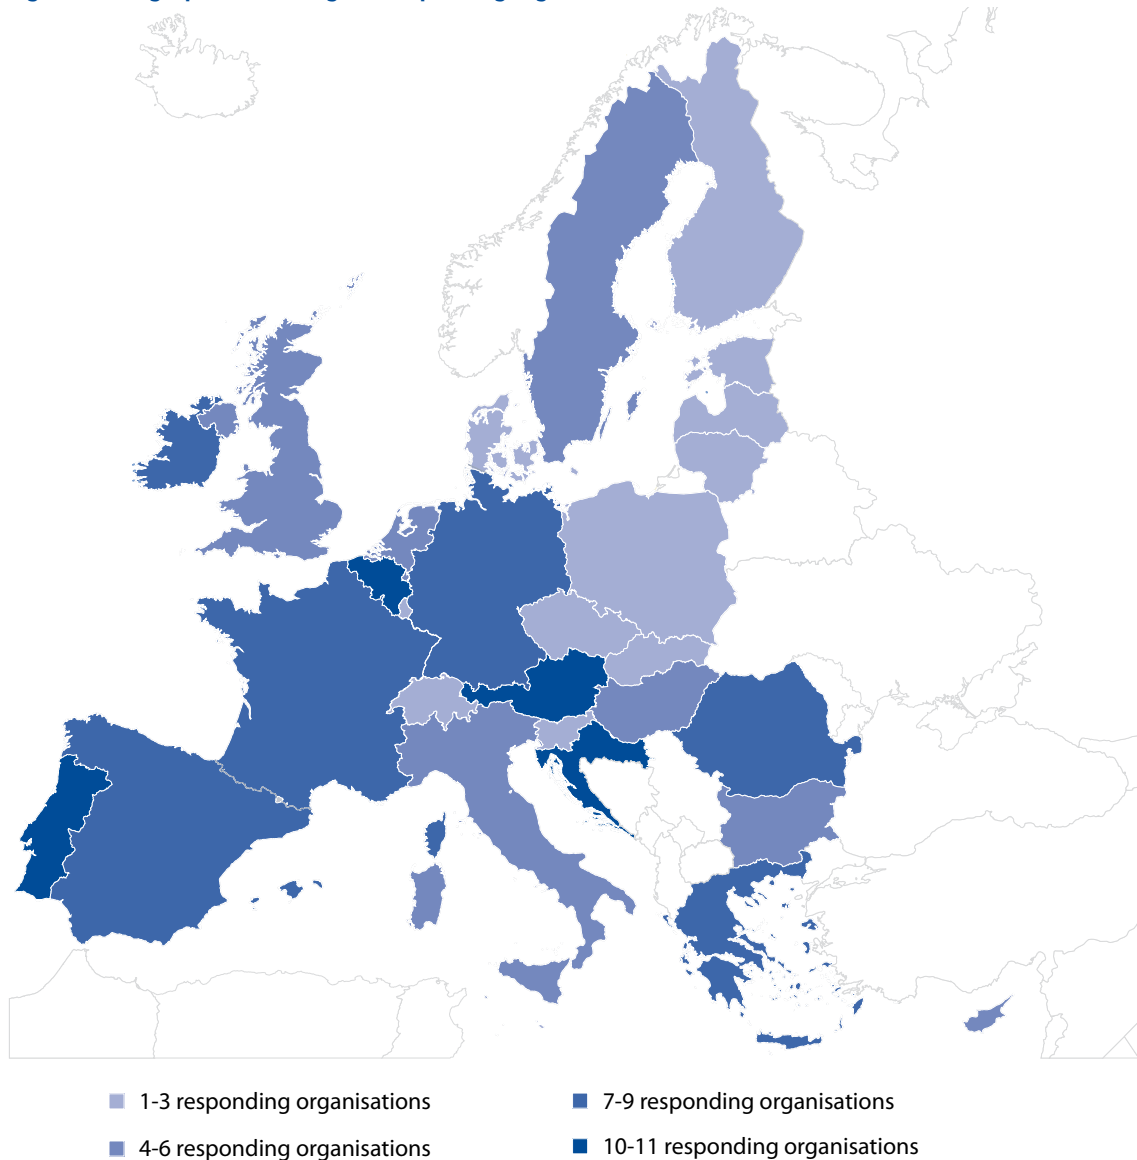 1-3 responding organisations
4-6 responding organisations
7-9 responding organisations
10-11 responding organisations